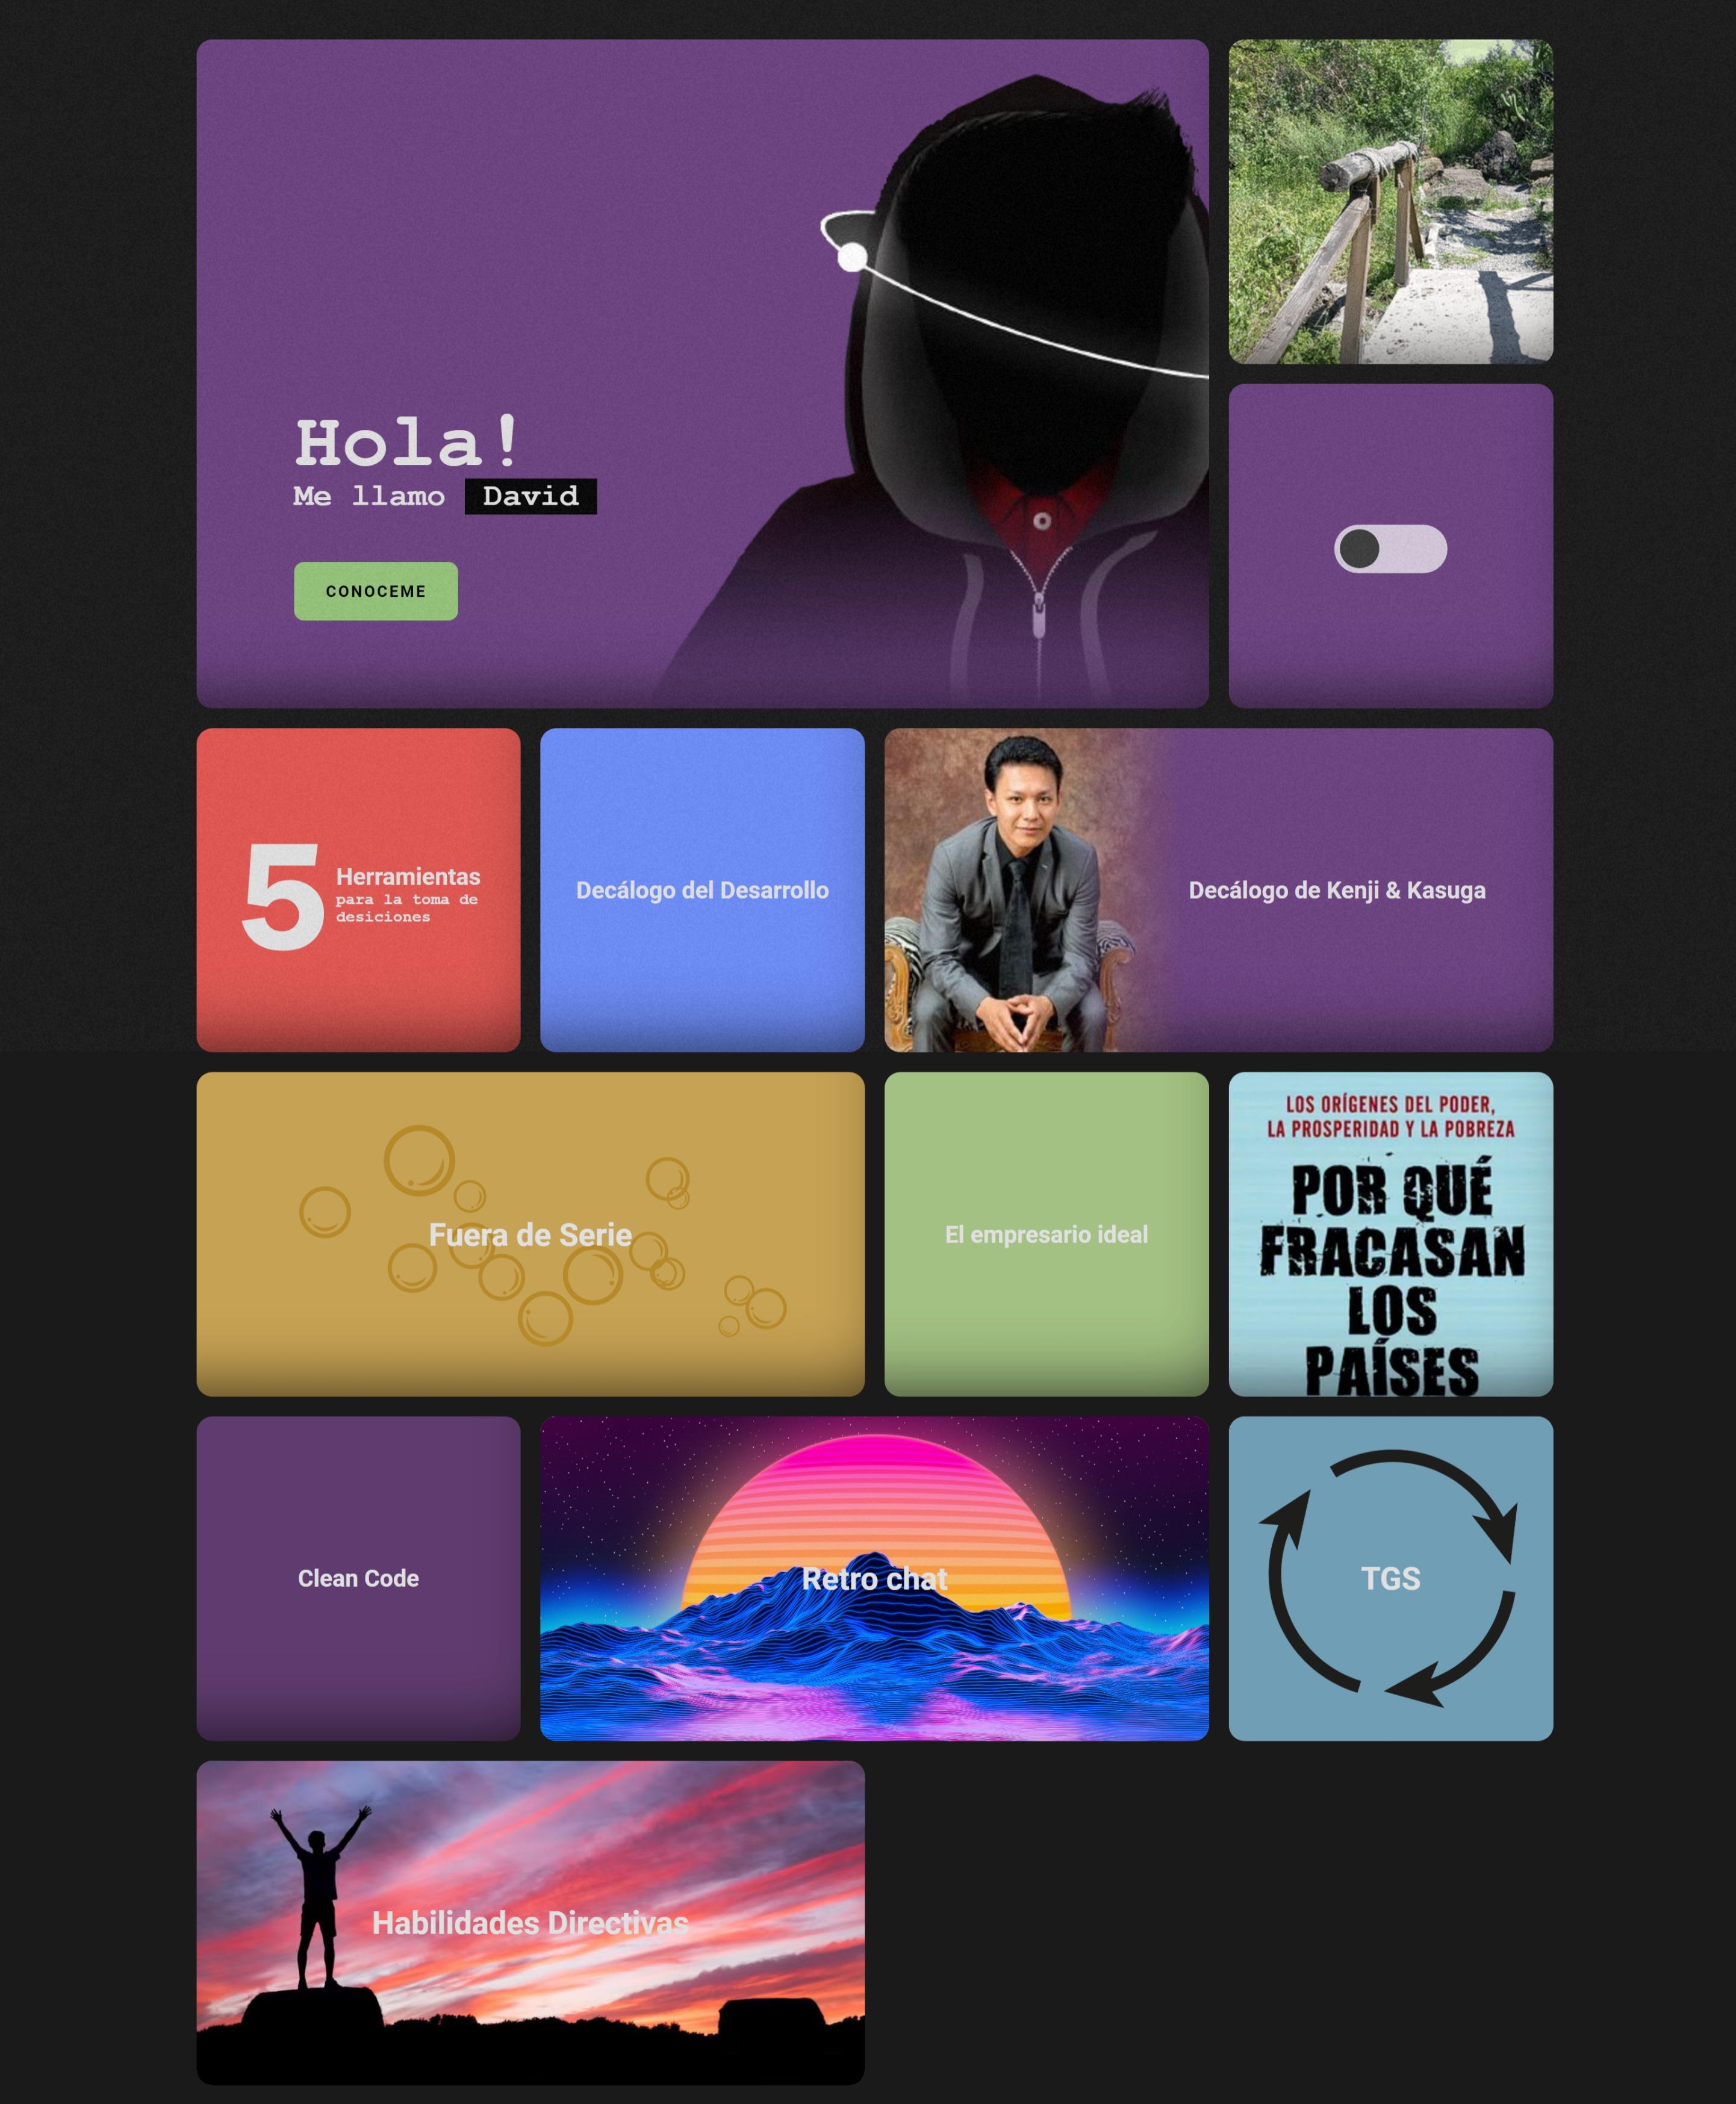 Hola!
Me llamo David
CONOCEME
5
Herramientas
para la toma de
desiciones
Decálogo del Desarrollo
Decálogo de Kenji & Kasuga
Fuera de Serie
El empresario ideal
LOS ORÍGENES DEL PODER,
LA PROSPERIDAD Y LA POBREZA
POR QUÉ
FRACASAN
LOS
PAÍSES
Clean Code
Retro chat
TGS
Habilidades Directivas